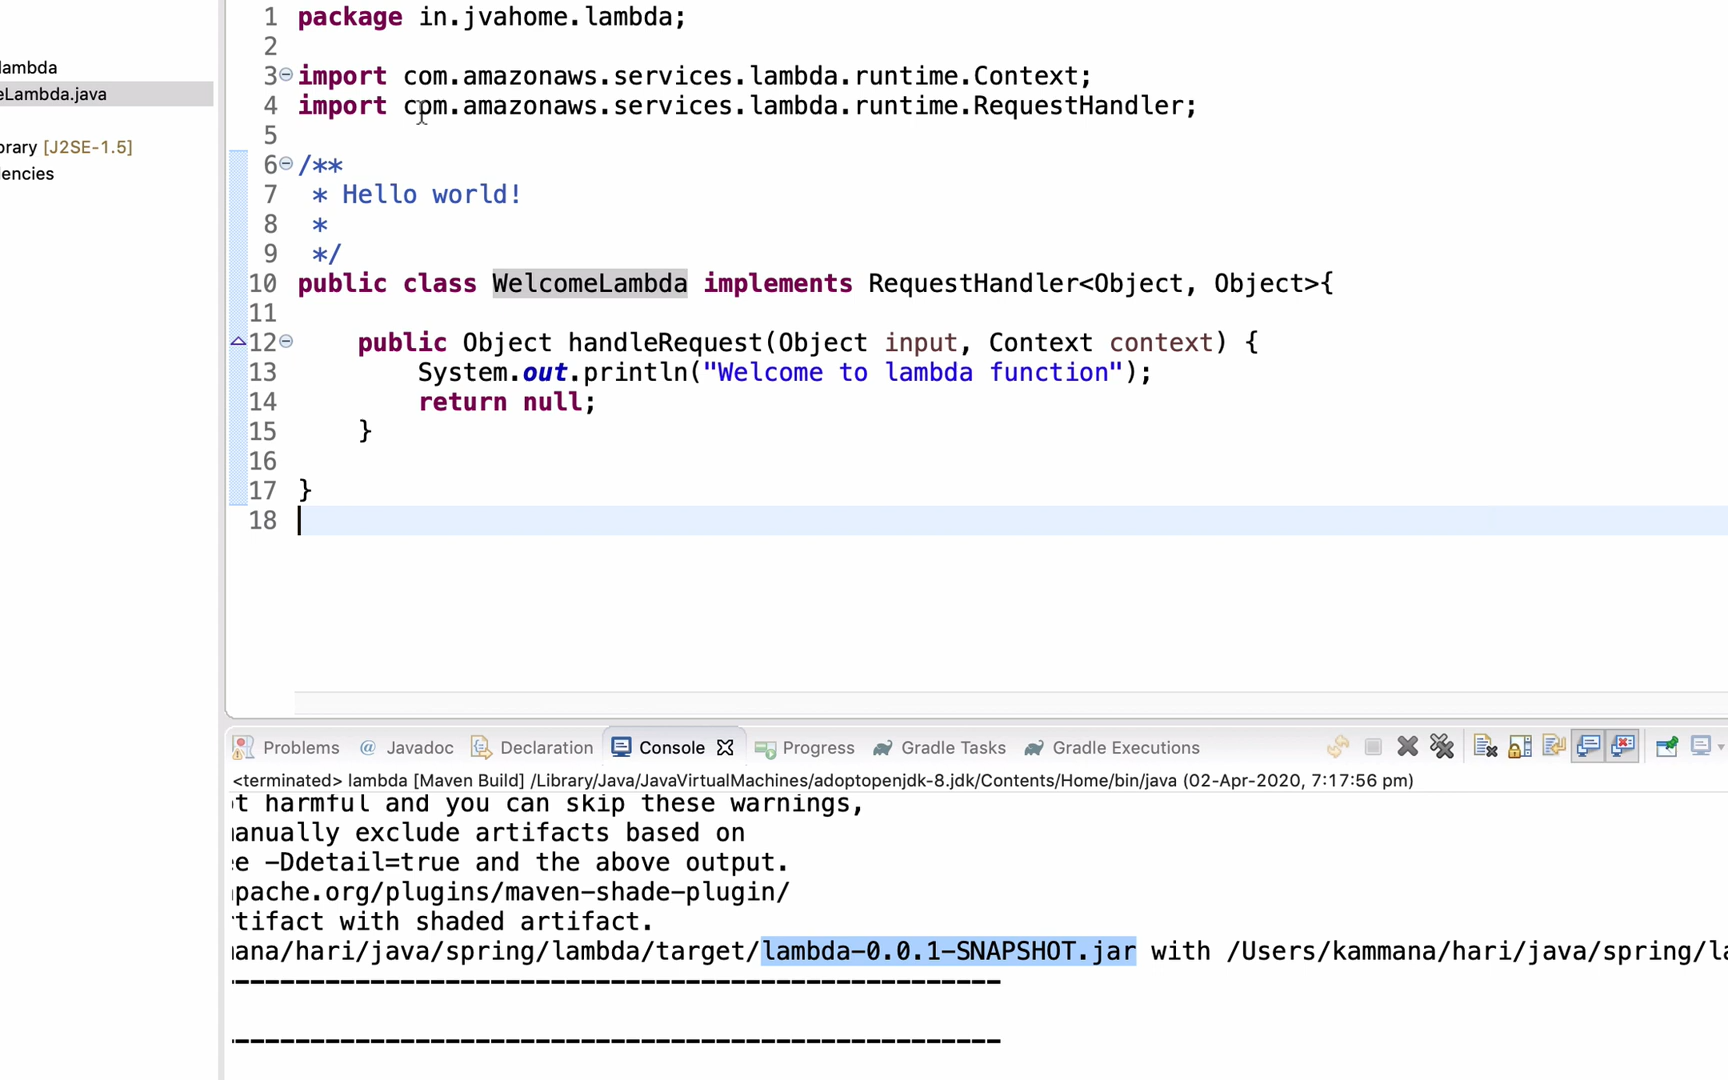 lambda
eLambda.java
brary [J2SE-1.5]
encies
1 package in.jvahome.lambda;
2
3 import com.amazonaws.services.lambda.runtime.Context;
4 import com.amazonaws.services.lambda.runtime.RequestHandler;
5
6 /**
7 * Hello world!
8 *
9 */
10 public class WelcomeLambda implements RequestHandler<Object, Object>{
11
12 public Object handleRequest(Object input, Context context) {
13 System.out.println("Welcome to lambda function");
14 return null;
15 }
16
17 }
18
Problems @ Javadoc Declaration Console Progress Gradle Tasks Gradle Executions
<terminated> lambda [Maven Build] /Library/Java/JavaVirtualMachines/adoptopenjdk-8.jdk/Contents/Home/bin/java (02-Apr-2020, 7:17:56 pm)
t harmful and you can skip these warnings,
manually exclude artifacts based on
e -Ddetail=true and the above output.
pache.org/plugins/maven-shade-plugin/
tifact with shaded artifact.
mana/hari/java/spring/lambda/target/lambda-0.0.1-SNAPSHOT.jar with /Users/kammana/hari/java/spring/la
------------------------------------------------------------------------
------------------------------------------------------------------------